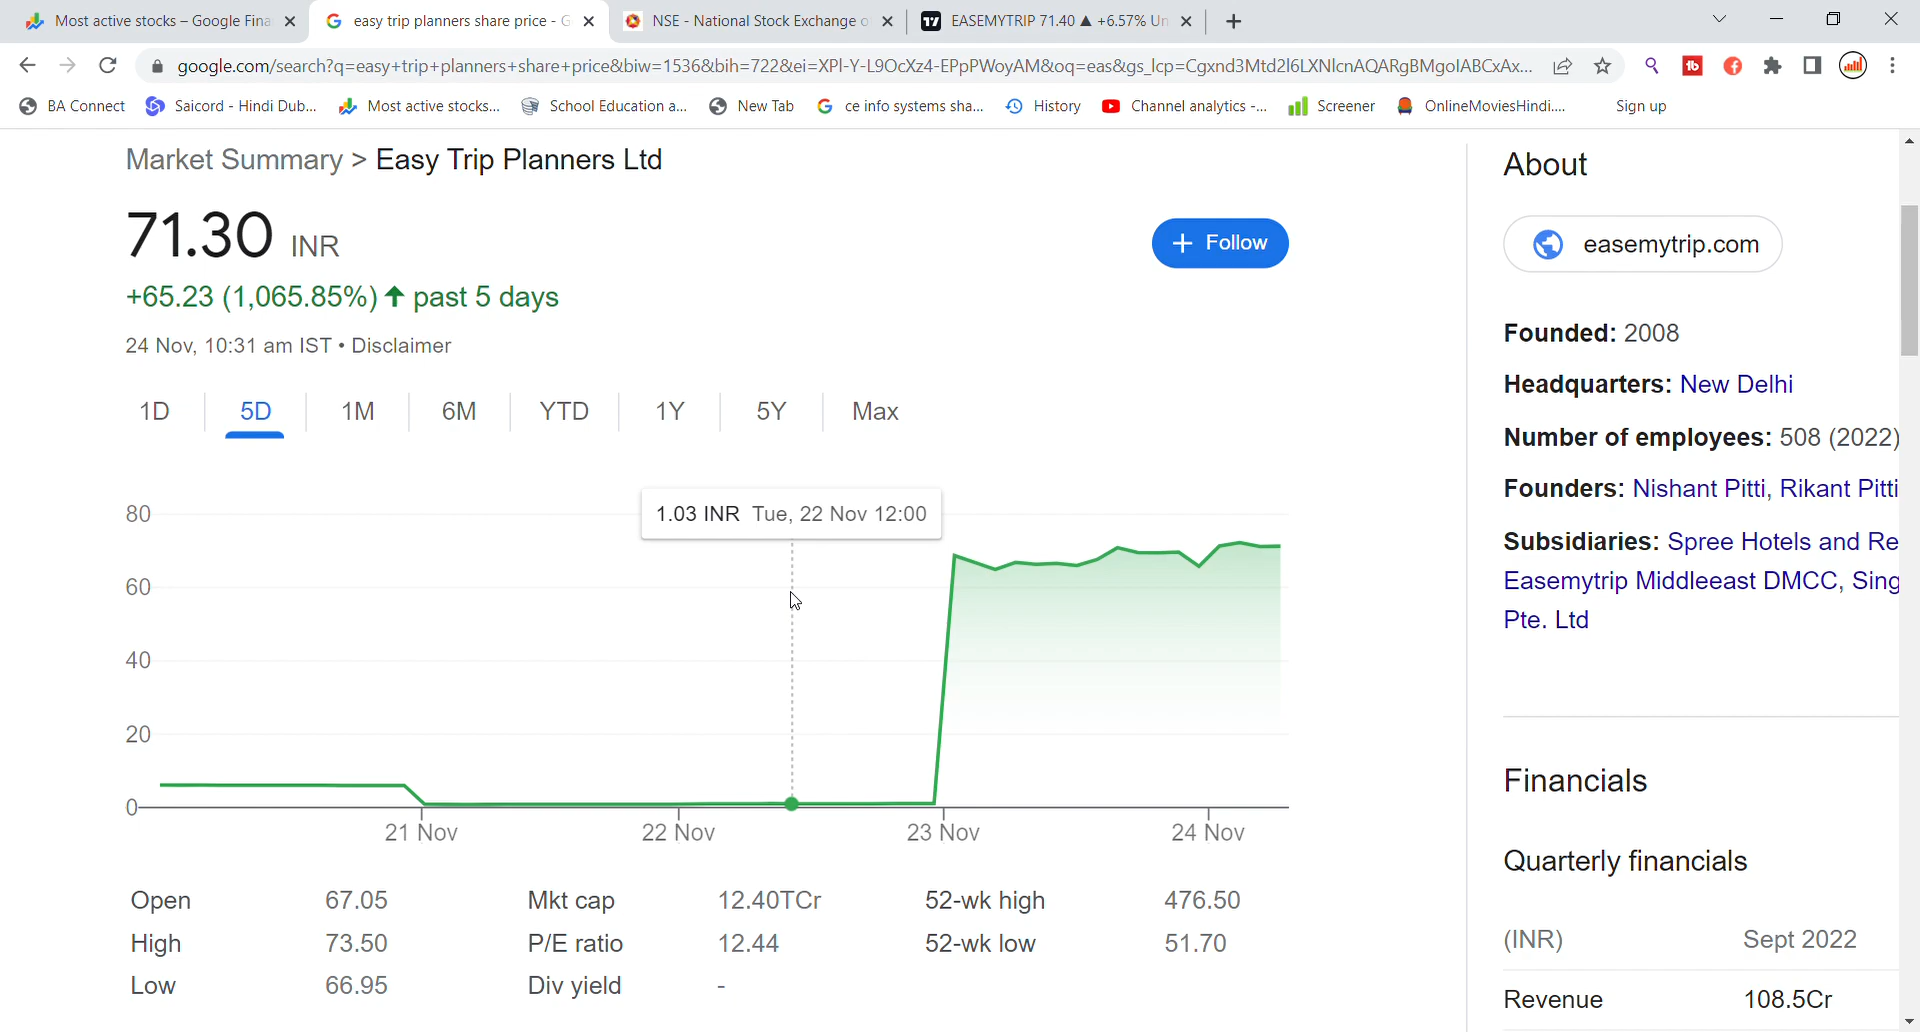 Most active stocks – Google Fina
easy trip planners share price - G
NSE - National Stock Exchange o
EASEMYTRIP 71.40 ▲ +6.57% Un
google.com/search?q=easy+trip+planners+share+price&biw=1536&bih=722&ei=XPl-Y-L9OcXz4-EPpPWoyAM&oq=eas&gs_lcp=Cgxnd3Mtd2l6LXNlcnAQARgBMgoIABCxAx...
BA Connect
Saicord - Hindi Dub...
Most active stocks...
School Education a...
New Tab
ce info systems sha...
History
Channel analytics -...
Screener
OnlineMoviesHindi....
Sign up
Market Summary > Easy Trip Planners Ltd
71.30 INR
+ Follow
+65.23 (1,065.85%) ↑ past 5 days
24 Nov, 10:31 am IST • Disclaimer
1D 5D 1M 6M YTD 1Y 5Y Max
1.03 INR Tue, 22 Nov 12:00
80
60
40
20
0
21 Nov 22 Nov 23 Nov 24 Nov
Open 67.05 Mkt cap 12.40TCr 52-wk high 476.50
High 73.50 P/E ratio 12.44 52-wk low 51.70
Low 66.95 Div yield -
About
easemytrip.com
Founded: 2008
Headquarters: New Delhi
Number of employees: 508 (2022)
Founders: Nishant Pitti, Rikant Pitti
Subsidiaries: Spree Hotels and Re
Easemytrip Middleeast DMCC, Sing
Pte. Ltd
Financials
Quarterly financials
(INR) Sept 2022
Revenue 108.5Cr